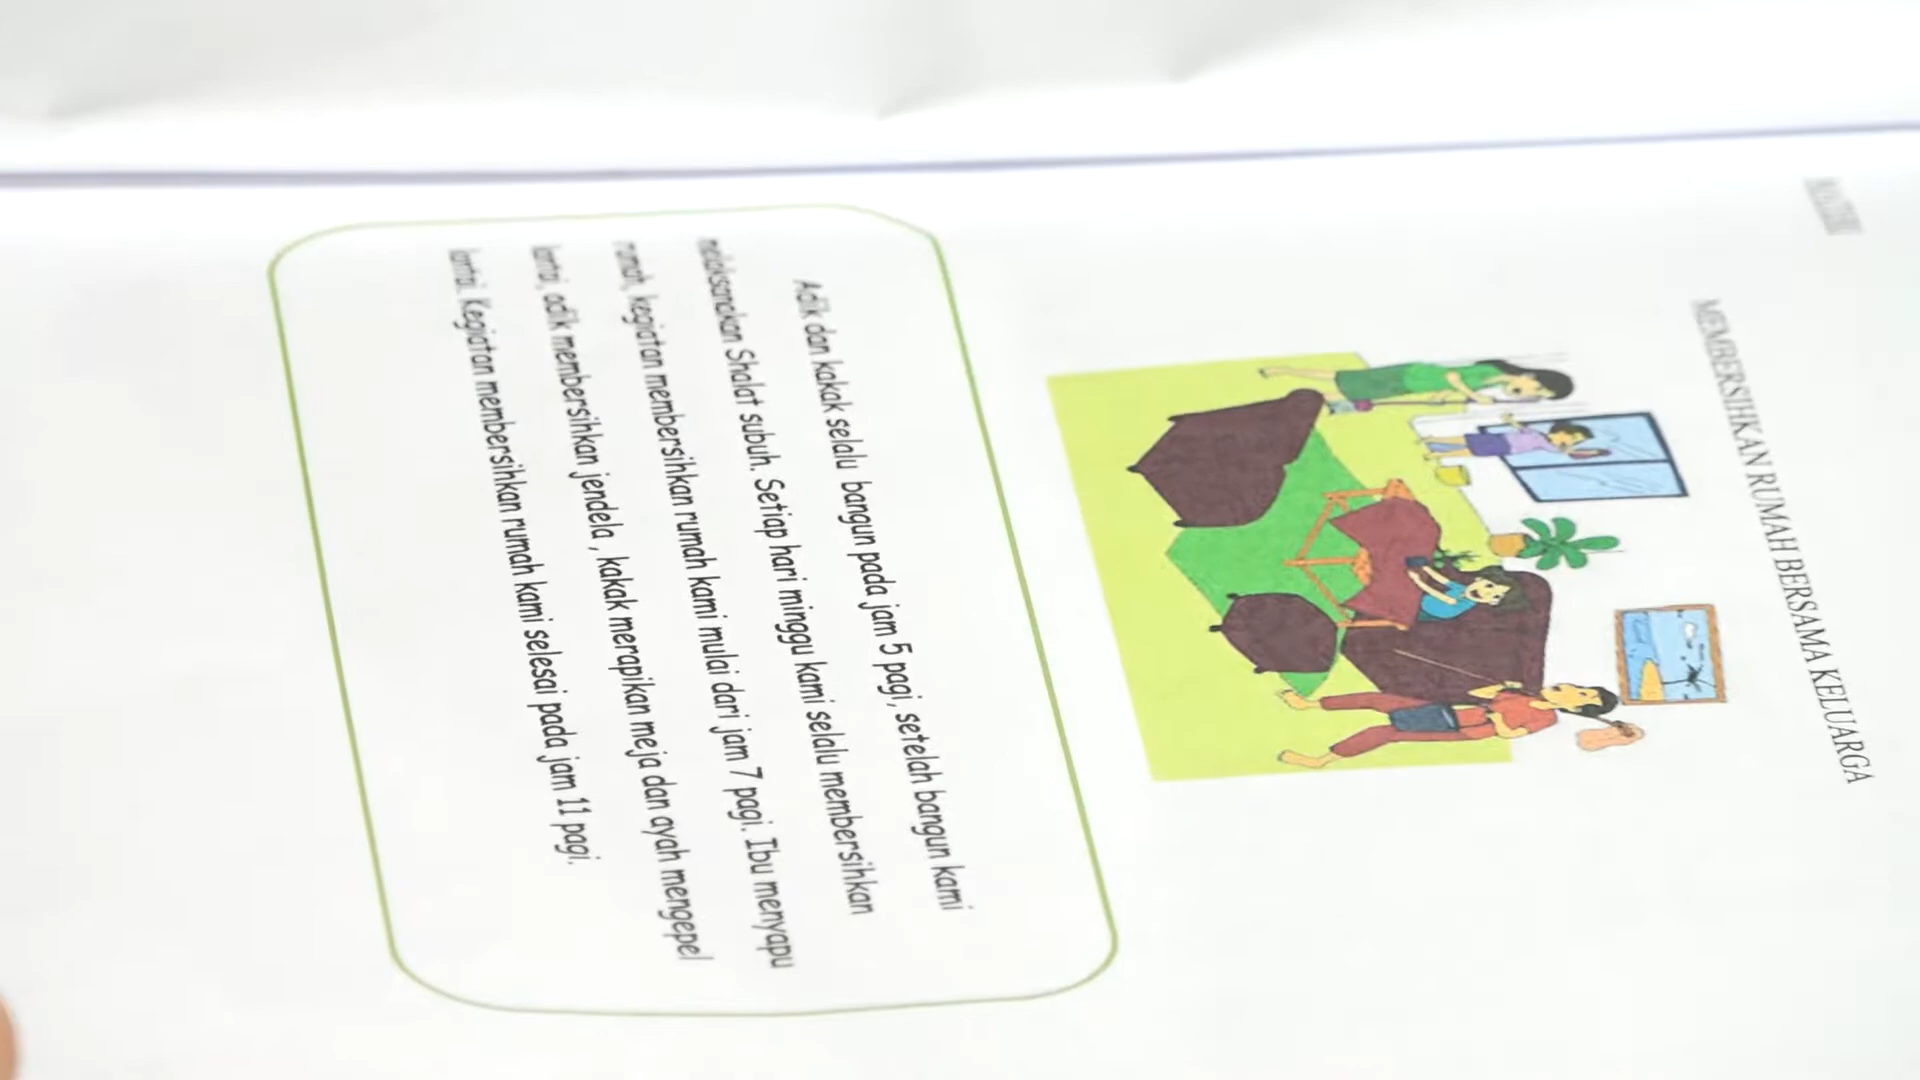 MEMBERSIHKAN RUMAH BERSAMA KELUARGA
Adik dan kakak selalu bangun pada jam 5 pagi, setelah bangun kami
melaksanakan Shalat subuh. Setiap hari minggu kami selalu membersihkan
rumah, kegiatan membersihkan rumah kami mulai dari jam 7 pagi. Ibu menyapu
lantai, adik membersihkan jendela , kakak merapikan meja dan ayah mengepel
lantai. Kegiatan membersihkan rumah kami selesai pada jam 11 pagi.